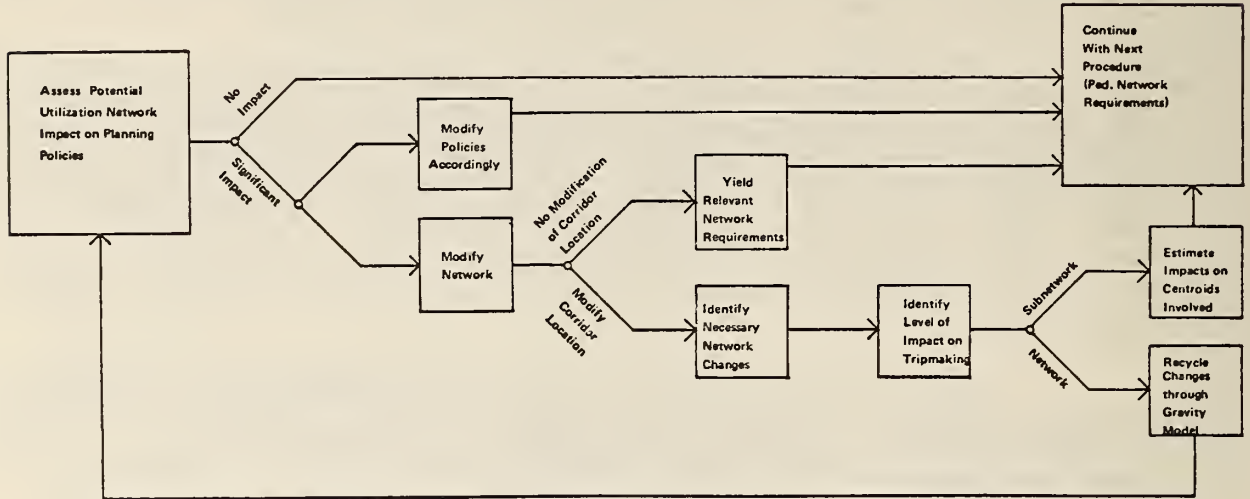 Assess Potential
Utilization Network
Impact on Planning
Policies
No
Impact
Significant
Impact
Modify
Policies
Accordingly
Modify
Network
No Modification
of Corridor
Location
Modify
Corridor
Location
Yield
Relevant
Network
Requirements
Identify
Necessary
Network
Changes
Identify
Level of
Impact on
Tripmaking
Subnetwork
Network
Estimate
Impacts on
Centroids
Involved
Recycle
Changes
through
Gravity
Model
Continue
With Next
Procedure
(Ped. Network
Requirements)